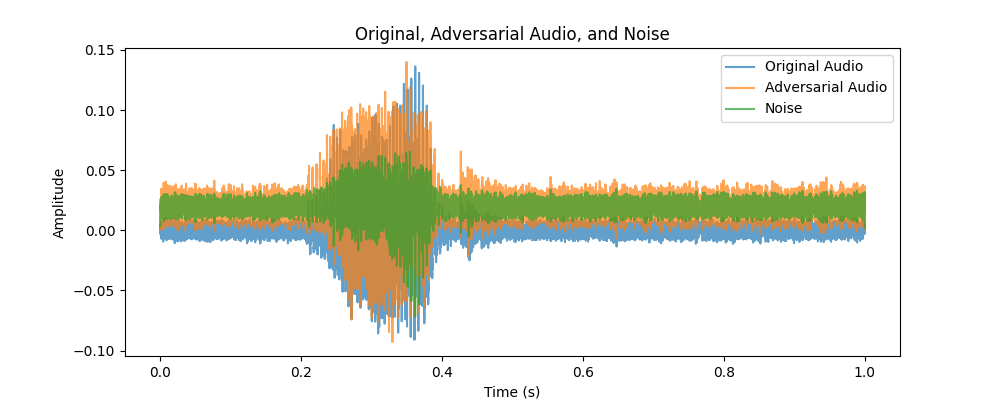 Original, Adversarial Audio, and Noise
Original Audio
Adversarial Audio
Noise
0.15
0.10
0.05
0.00
−0.05
−0.10
Amplitude
0.0
0.2
0.4
0.6
0.8
1.0
Time (s)